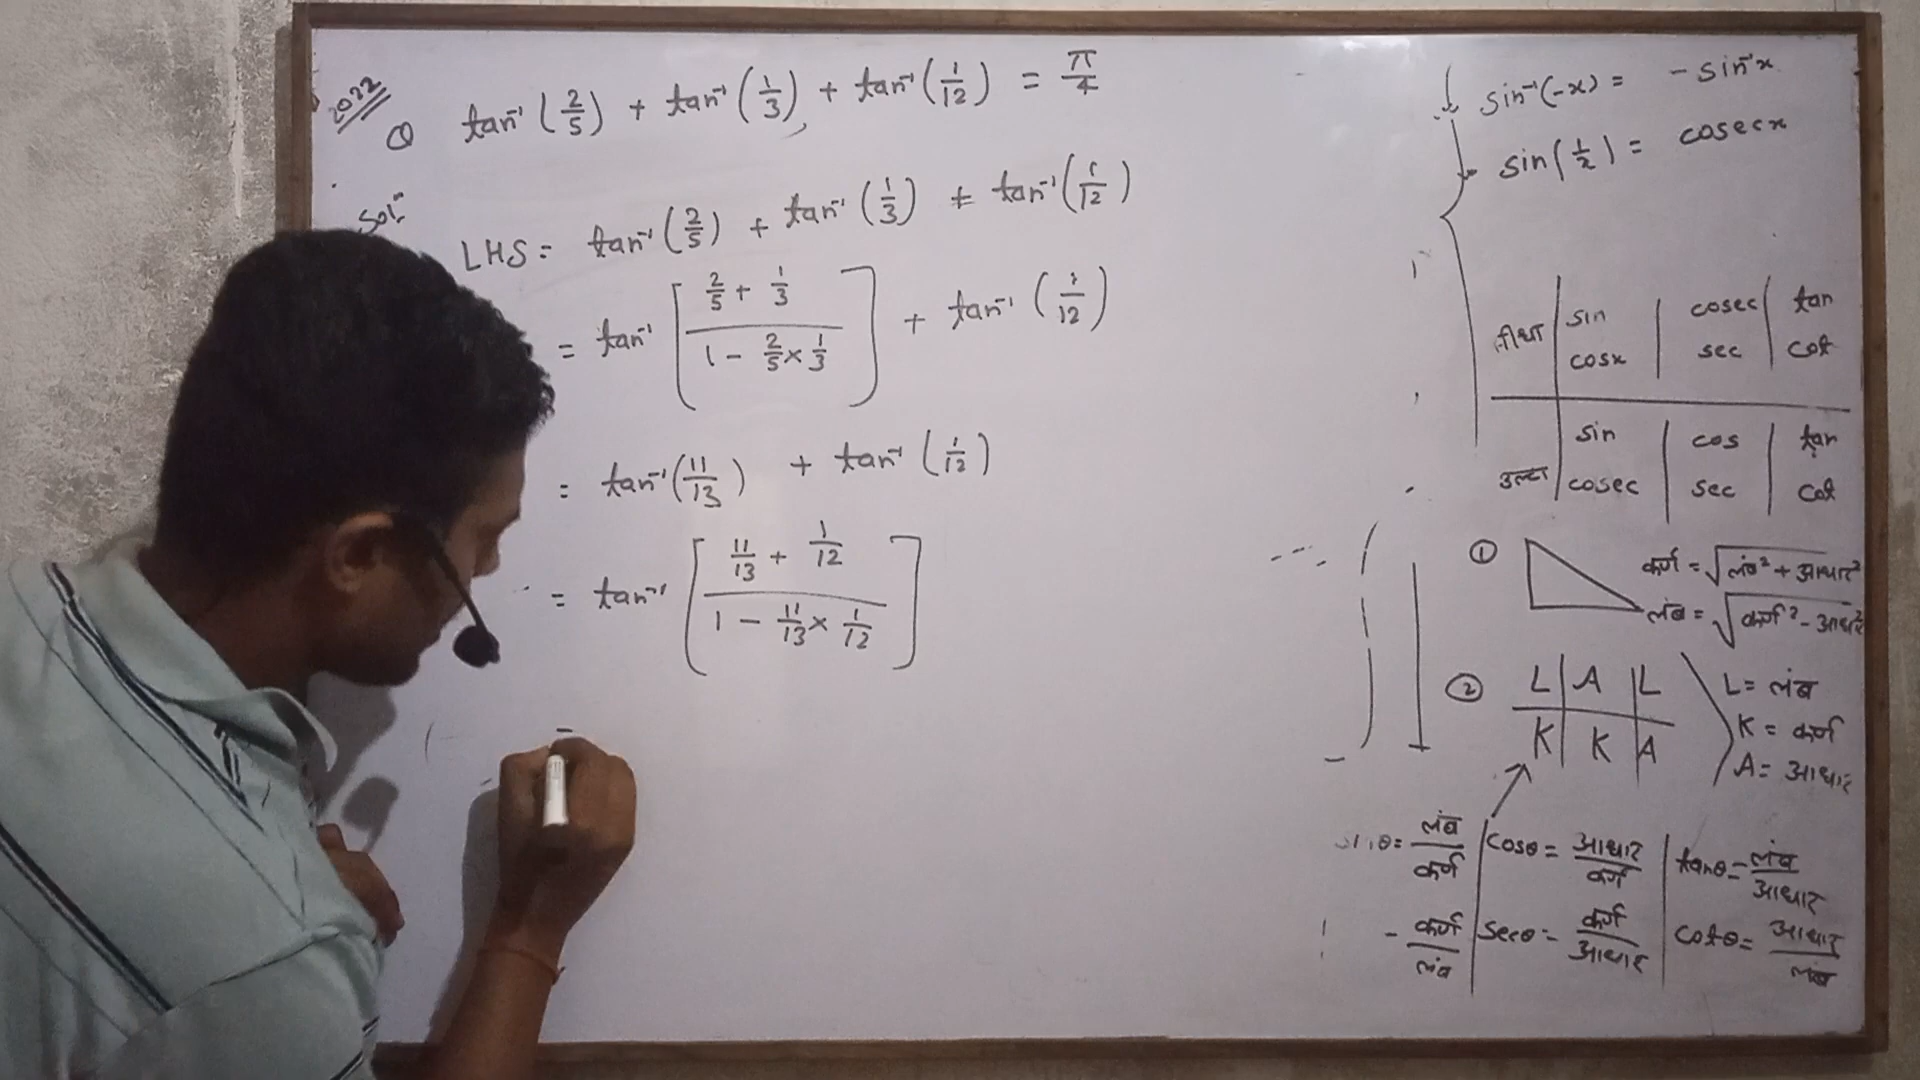 2022
Q tan⁻¹(2/5) + tan⁻¹(1/3) + tan⁻¹(1/12) = π/4
Solⁿ
LHS = tan⁻¹(2/5) + tan⁻¹(1/3) + tan⁻¹(1/12)
= tan⁻¹[(2/5 + 1/3)/(1 - 2/5 × 1/3)] + tan⁻¹(1/12)
= tan⁻¹(11/13) + tan⁻¹(1/12)
= tan⁻¹[(11/13 + 1/12)/(1 - 11/13 × 1/12)]
sin⁻¹(-x) = -sin⁻¹x
sin(1/x) = cosecx
sin | cosec | tan
cosx | sec | cot
उल्टा
sin | cos | tan
cosec | sec | cot
① कर्ण = √लंब² + आधार²
लंब = √कर्ण² - आधार²
② L | A | L
K | K | A
L = लंब
K = कर्ण
A = आधार
θ = लंब/कर्ण | cosθ = आधार/कर्ण | tanθ = लंब/आधार
= कर्ण/लंब | secθ = कर्ण/आधार | cotθ = आधार/लंब